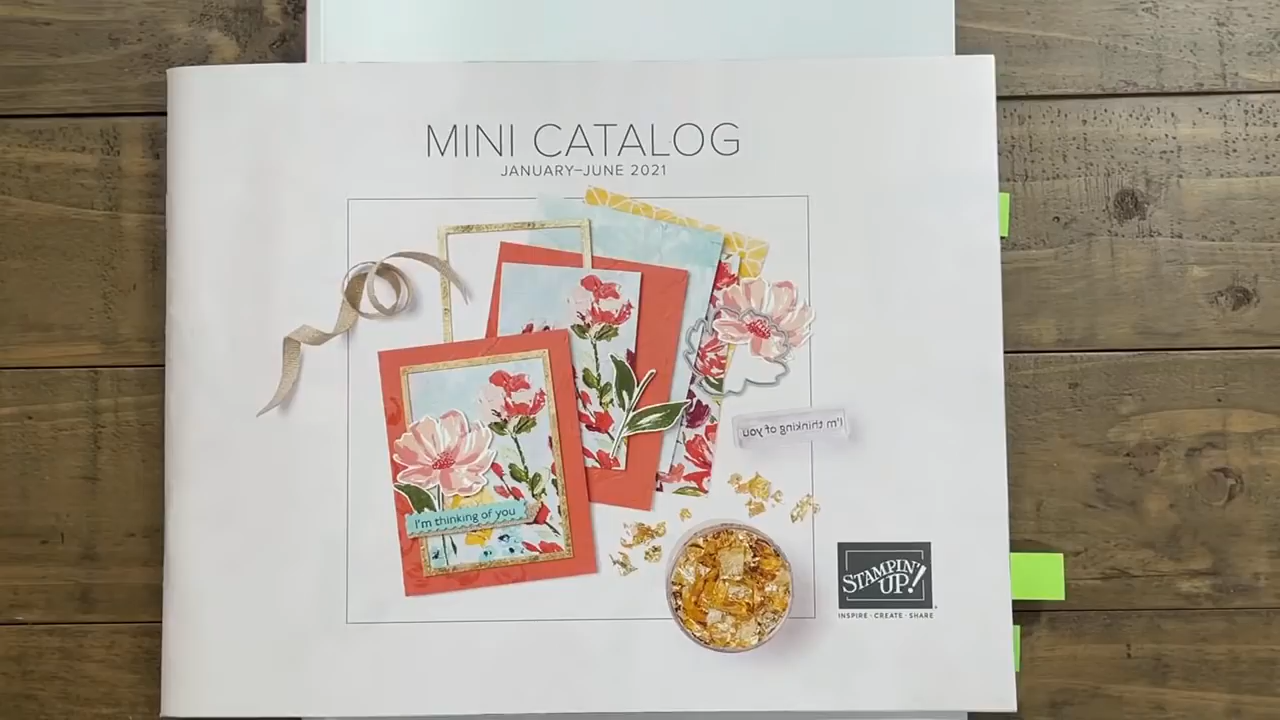 MINI CATALOG
JANUARY–JUNE 2021
I'm thinking of you
I'm thinking of you
STAMPIN' UP!
INSPIRE · CREATE · SHARE